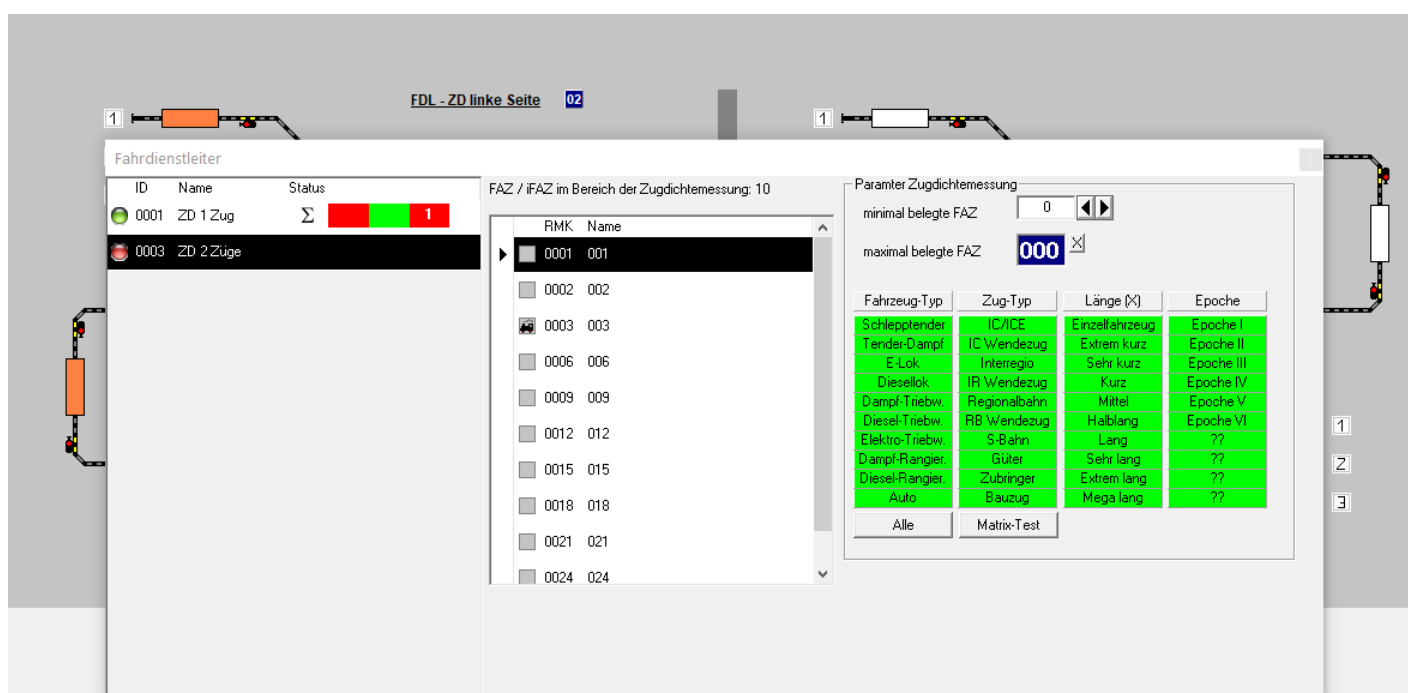 FDL - ZD linke Seite 02
1
1
Fahrdienstleiter
ID Name Status
0001 ZD 1 Zug Σ 1
0003 ZD 2 Züge
FAZ / iFAZ im Bereich der Zugdichtemessung: 10
RMK Name
0001 001
0002 002
0003 003
0006 006
0009 009
0012 012
0015 015
0018 018
0021 021
0024 024
Paramter Zugdichtemessung
minimal belegte FAZ 0
maximal belegte FAZ 000 X
Fahrzeug-Typ Zug-Typ Länge (X) Epoche
Schlepptender IC/ICE Einzelfahrzeug Epoche I
Tender-Dampf IC Wendezug Extrem kurz Epoche II
E-Lok Interregio Sehr kurz Epoche III
Diesellok IR Wendezug Kurz Epoche IV
Dampf-Triebw. Regionalbahn Mittel Epoche V
Diesel-Triebw. RB Wendezug Halblang Epoche VI
Elektro-Triebw. S-Bahn Lang ??
Dampf-Rangier. Güter Sehr lang ??
Diesel-Rangier. Zubringer Extrem lang ??
Auto Bauzug Mega lang ??
Alle Matrix-Test
1
2
3